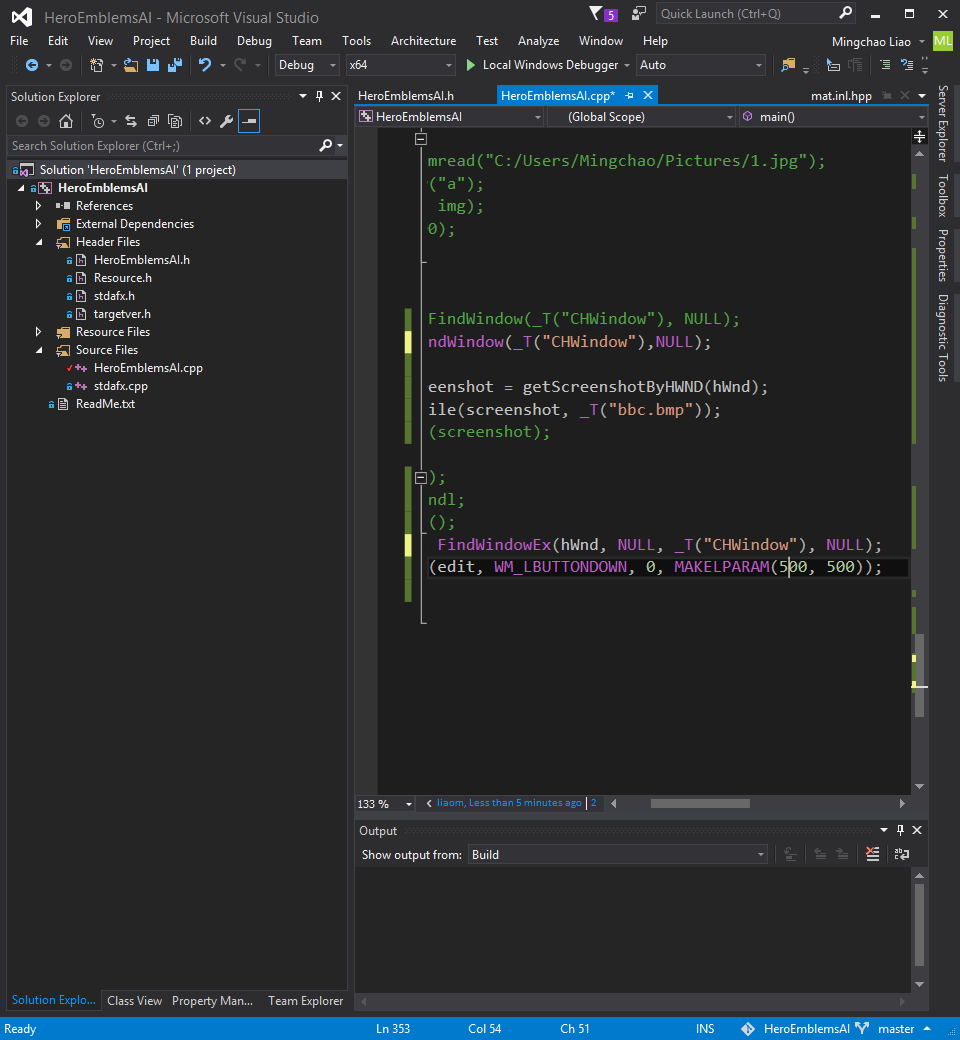 HeroEmblemsAI - Microsoft Visual Studio
5
Quick Launch (Ctrl+Q)
File Edit View Project Build Debug Team Tools Architecture Test Analyze Window Help
Mingchao Liao
ML
Debug x64 Local Windows Debugger Auto
Solution Explorer
Search Solution Explorer (Ctrl+;)
Solution 'HeroEmblemsAI' (1 project)
HeroEmblemsAI
References
External Dependencies
Header Files
HeroEmblemsAI.h
Resource.h
stdafx.h
targetver.h
Resource Files
Source Files
HeroEmblemsAI.cpp
stdafx.cpp
ReadMe.txt
Solution Explo... Class View Property Man... Team Explorer
HeroEmblemsAI.h HeroEmblemsAI.cpp* mat.inl.hpp
HeroEmblemsAI (Global Scope) main()
mread("C:/Users/Mingchao/Pictures/1.jpg");
("a");
img);
0);
FindWindow(_T("CHWindow"), NULL);
ndWindow(_T("CHWindow"),NULL);
eenshot = getScreenshotByHWND(hWnd);
ile(screenshot, _T("bbc.bmp"));
(screenshot);
);
ndl;
();
FindWindowEx(hWnd, NULL, _T("CHWindow"), NULL);
(edit, WM_LBUTTONDOWN, 0, MAKELPARAM(500, 500));
133 % liaom, Less than 5 minutes ago | 2
Output
Show output from: Build
Server Explorer
Toolbox
Properties
Diagnostic Tools
Ready Ln 353 Col 54 Ch 51 INS HeroEmblemsAI master